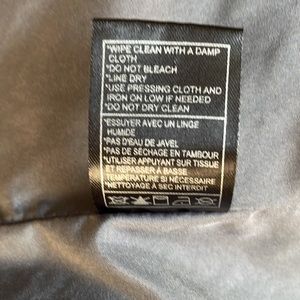 *WIPE CLEAN WITH A DAMP
CLOTH
*DO NOT BLEACH
*LINE DRY
*USE PRESSING CLOTH AND
IRON ON LOW IF NEEDED
*DO NOT DRY CLEAN
*ESSUYER AVEC UN LINGE
HUMIDE
*PAS D'EAU DE JAVEL
*PAS DE SECHAGE EN TAMBOUR
*UTILISER APPUYANT SUR TISSUE
ET REPASSER A BASSE
TEMPERATURE SI NÉCESSAIRE
*NETTOYAGE A SEC INTERDIT